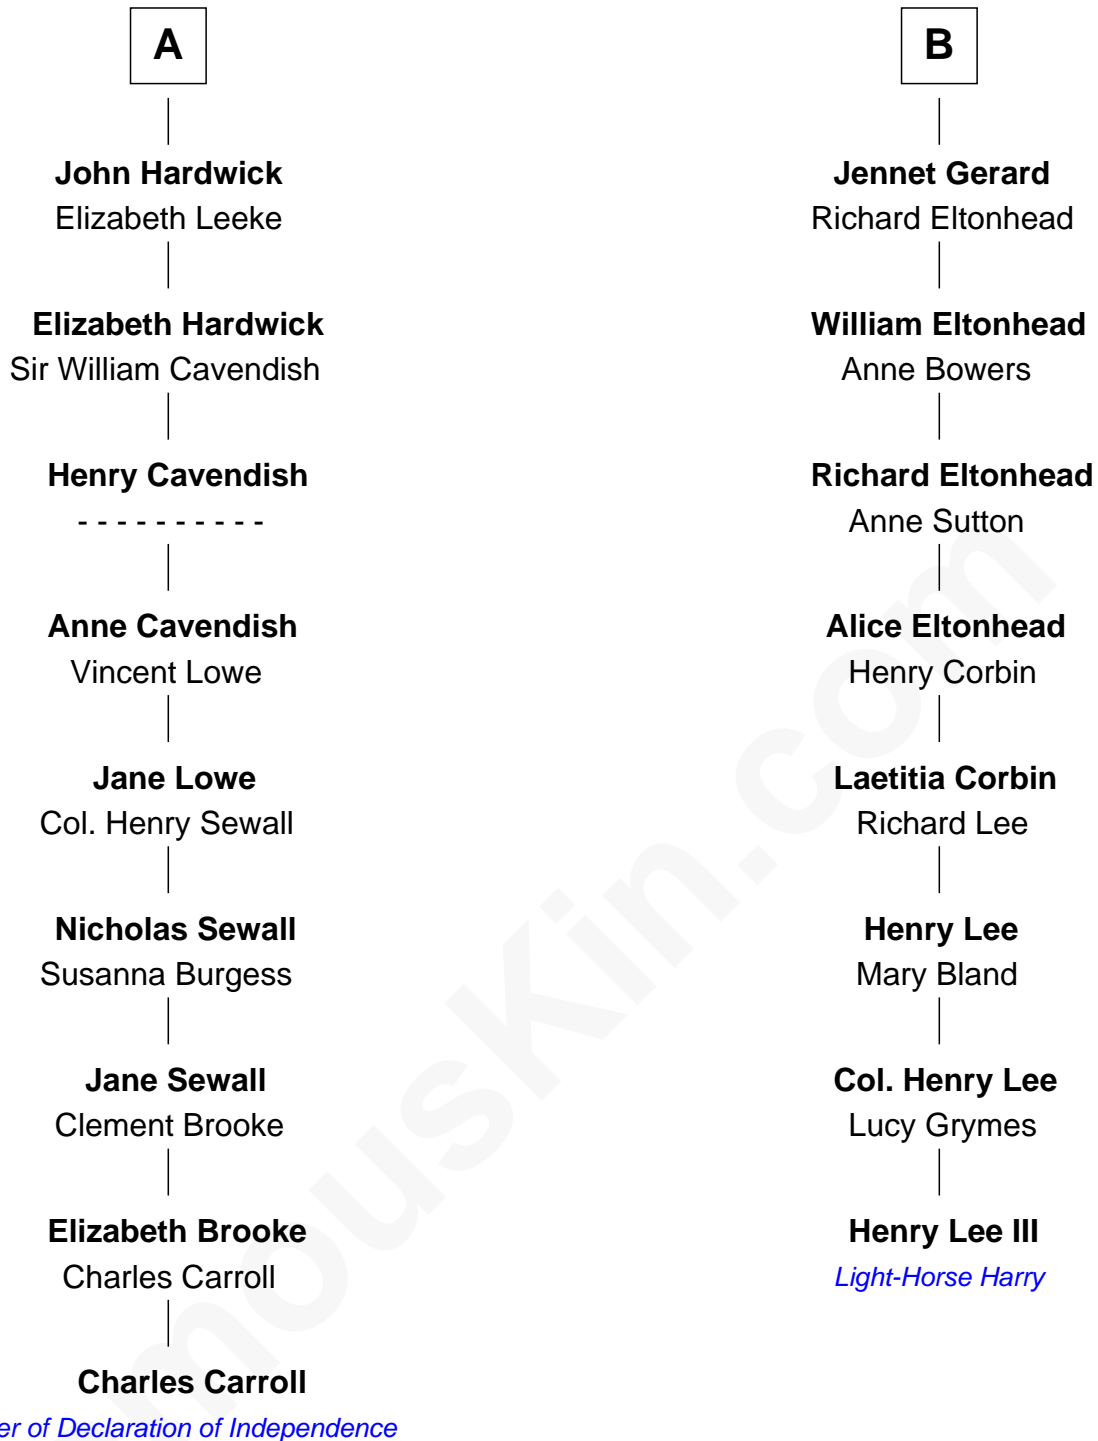 A
John Hardwick
Elizabeth Leeke
Elizabeth Hardwick
Sir William Cavendish
Henry Cavendish
- - - - - - - - - -
Anne Cavendish
Vincent Lowe
Jane Lowe
Col. Henry Sewall
Nicholas Sewall
Susanna Burgess
Jane Sewall
Clement Brooke
Elizabeth Brooke
Charles Carroll
Charles Carroll
er of Declaration of Independence
B
Jennet Gerard
Richard Eltonhead
William Eltonhead
Anne Bowers
Richard Eltonhead
Anne Sutton
Alice Eltonhead
Henry Corbin
Laetitia Corbin
Richard Lee
Henry Lee
Mary Bland
Col. Henry Lee
Lucy Grymes
Henry Lee III
Light-Horse Harry
mousKin.com